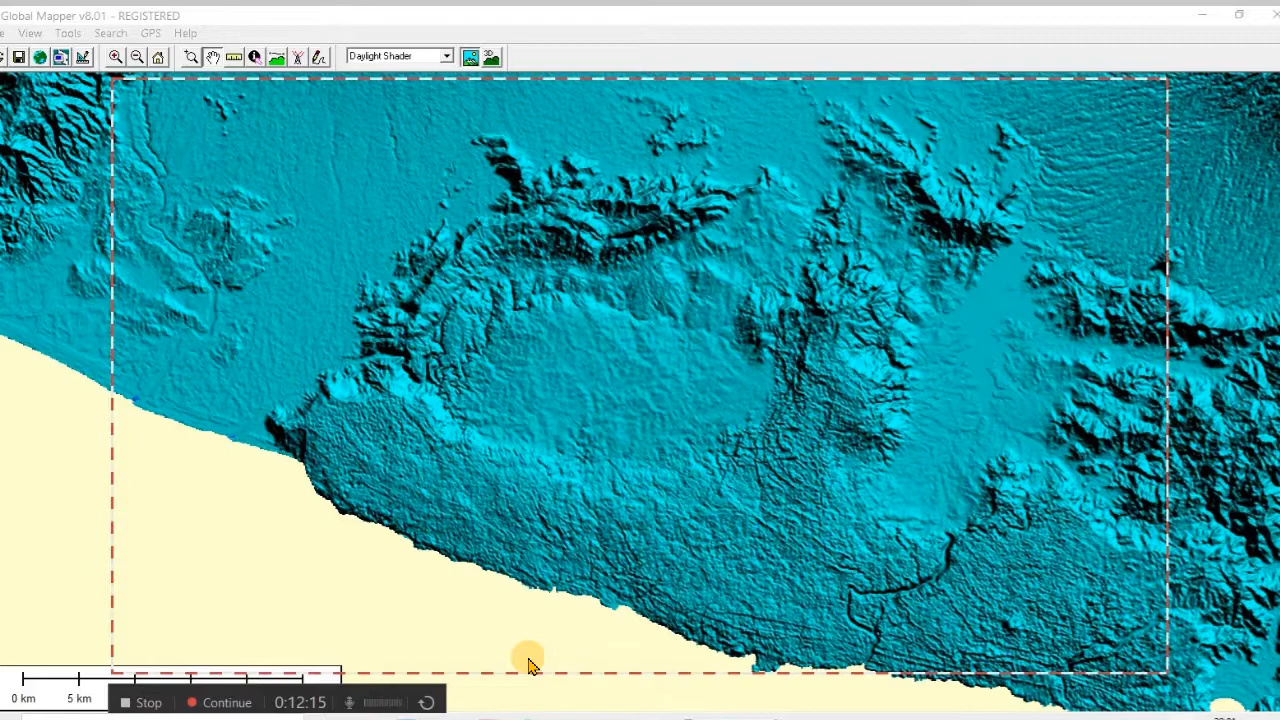 Global Mapper v8.01 - REGISTERED
View Tools Search GPS Help
Daylight Shader
3D
0 km 5 km
Stop Continue 0:12:15